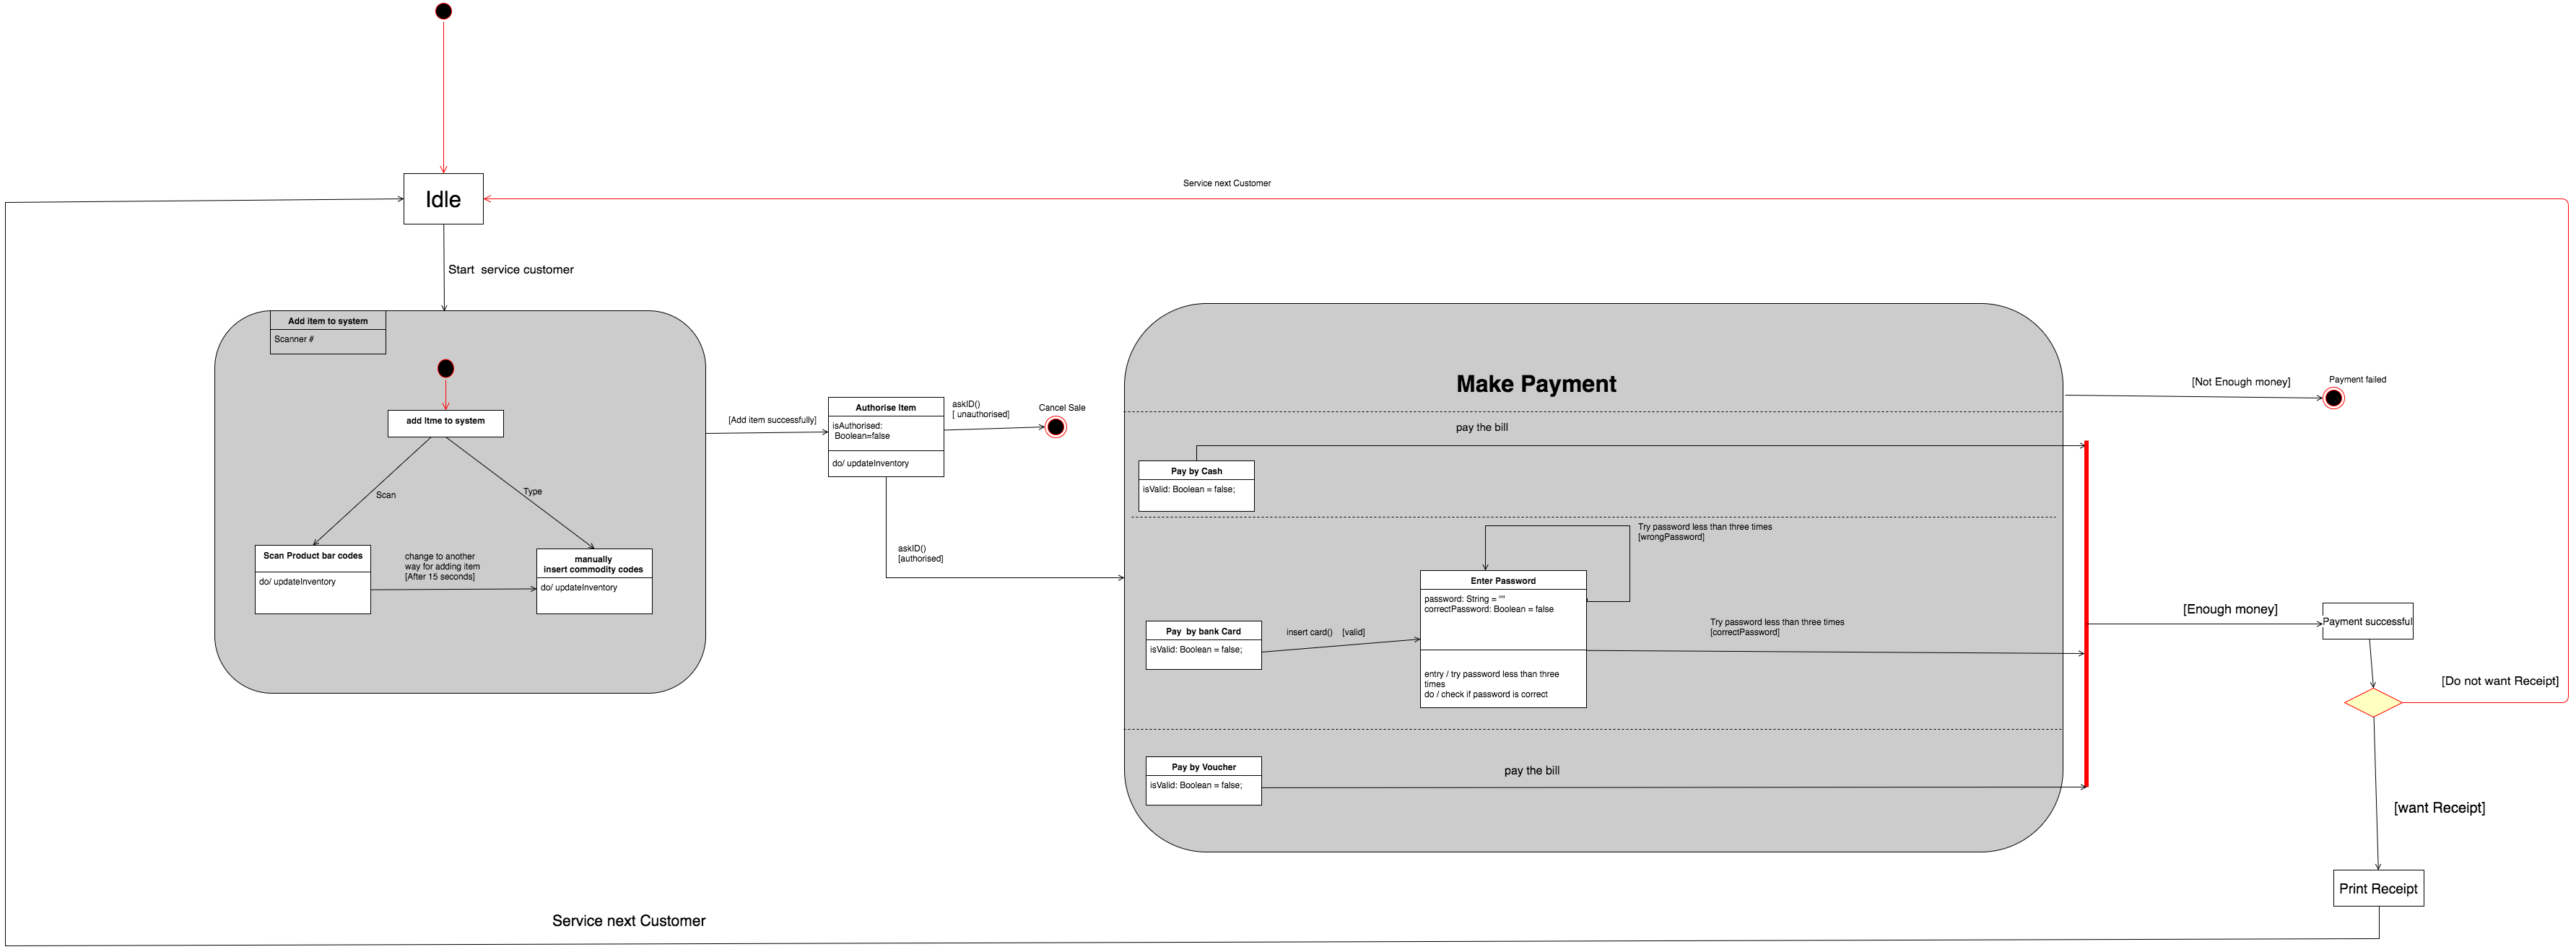 Idle
Service next Customer
Start  service customer
Add item to system
Scanner #
add Itme to system
Scan
Type
Scan Product bar codes
do/ updateInventory
change to another
way for adding item
[After 15 seconds]
manually
insert commodity codes
do/ updateInventory
[Add item successfully]
Authorise Item
isAuthorised:
Boolean=false
do/ updateInventory
askID()
[ unauthorised]
Cancel Sale
askID()
[authorised]
Make Payment
pay the bill
Pay by Cash
isValid: Boolean = false;
Try password less than three times
[wrongPassword]
Enter Password
password: String = ""
correctPassword: Boolean = false
entry / try password less than three
times
do / check if password is correct
Pay  by bank Card
isValid: Boolean = false;
insert card()    [valid]
Try password less than three times
[correctPassword]
Pay by Voucher
isValid: Boolean = false;
pay the bill
[Not Enough money]
Payment failed
[Enough money]
Payment successful
[Do not want Receipt]
[want Receipt]
Print Receipt
Service next Customer